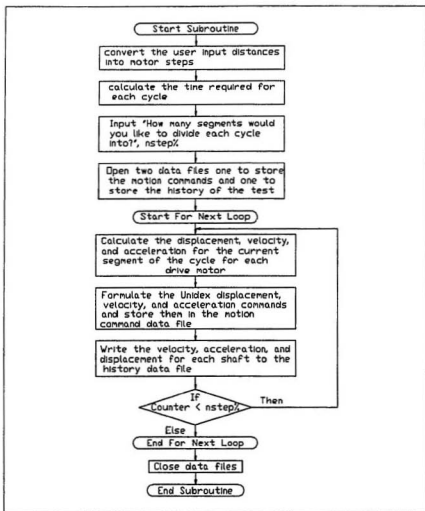 Start Subroutine
convert the user input distances
into motor steps
calculate the time required for
each cycle
Input "How many segments would
you like to divide each cycle
into?", nstep%
Open two data files one to store
the motion commands and one to
store the history of the test
Start For Next Loop
Calculate the displacement, velocity,
and acceleration for the current
segment of the cycle for each
drive motor
Formulate the Unidex displacement,
velocity, and acceleration commands
and store them in the motion
command data file
Write the velocity, acceleration, and
displacement for each shaft to the
history data file
If
Counter < nstep%
Then
Else
End For Next Loop
Close data files
End Subroutine